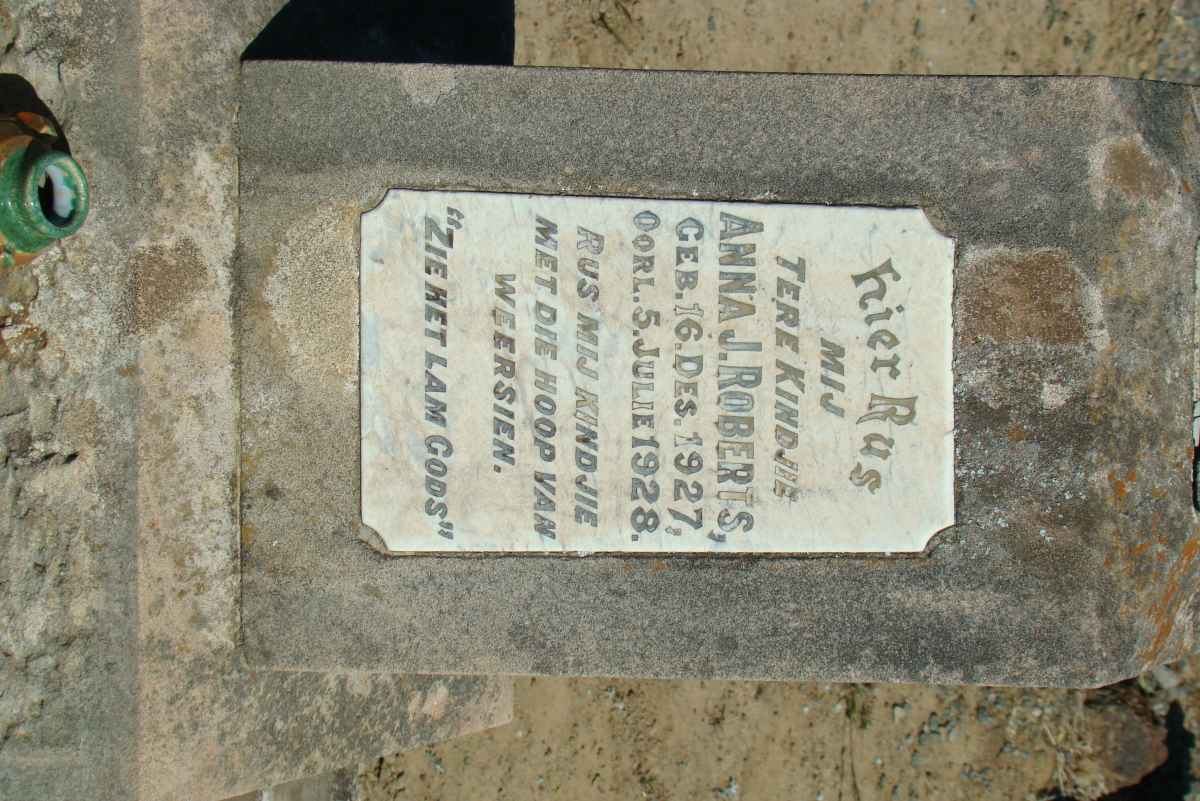 Hier Rus
MIJ
TERE KINDJIE
ANNA J. ROBERTS,
GEB. 16. DES. 1927,
OORL. 5. JULIE 1928.
RUS MIJ KINDJIE
MET DIE HOOP VAN
WEERSIEN.
"ZIE HET LAM GODS"